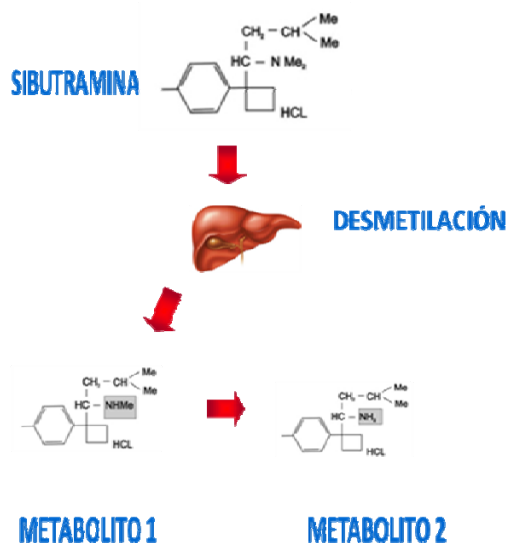 Me
CH₂ – CH
Me
HC – N Me₂
SIBUTRAMINA
HCL
DESMETILACIÓN
Me
CH₂ – CH
Me
HC – NHMe
HCL
Me
CH₂ – CH
Me
HC – NH₂
HCL
METABOLITO 1
METABOLITO 2